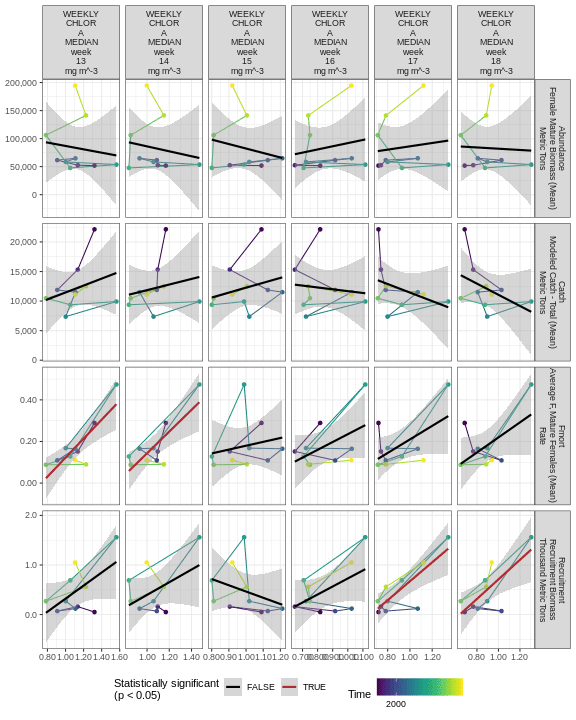 WEEKLY WEEKLY WEEKLY WEEKLY WEEKLY WEEKLY
CHLOR CHLOR CHLOR CHLOR CHLOR CHLOR
A A A A A A
MEDIAN MEDIAN MEDIAN MEDIAN MEDIAN MEDIAN
week week week week week week
13 14 15 16 17 18
mg m^-3 mg m^-3 mg m^-3 mg m^-3 mg m^-3 mg m^-3
200,000
150,000
100,000
50,000
0
Abundance
Female Mature Biomass (Mean)
Metric Tons
20,000
15,000
10,000
5,000
0
Catch
Modeled Catch - Total (Mean)
Metric Tons
0.40
0.20
0.00
Fmort
Average F, Mature Females (Mean)
Rate
2.0
1.0
0.0
Recruitment
Recruitment Biomass
Thousand Metric Tons
0.80 1.00 1.20 1.40 1.60 1.00 1.20 1.40 0.80 0.90 1.00 1.10 1.20 0.70 0.80 0.90 1.00 1.10 0.80 1.00 1.20 0.80 1.00 1.20
Statistically significant
(p < 0.05)
FALSE TRUE
Time
2000